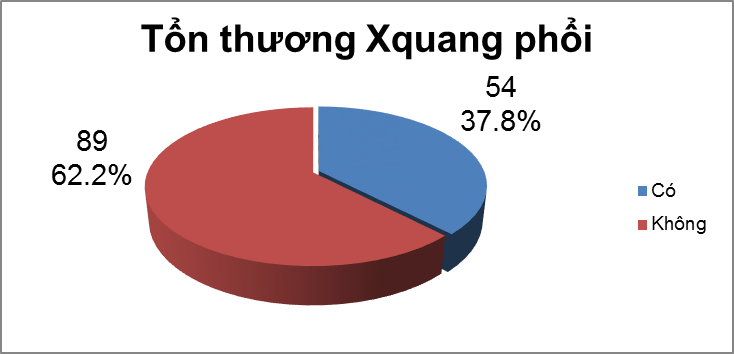 Tổn thương Xquang phổi
54
37.8%
89
62.2%
Có
Không